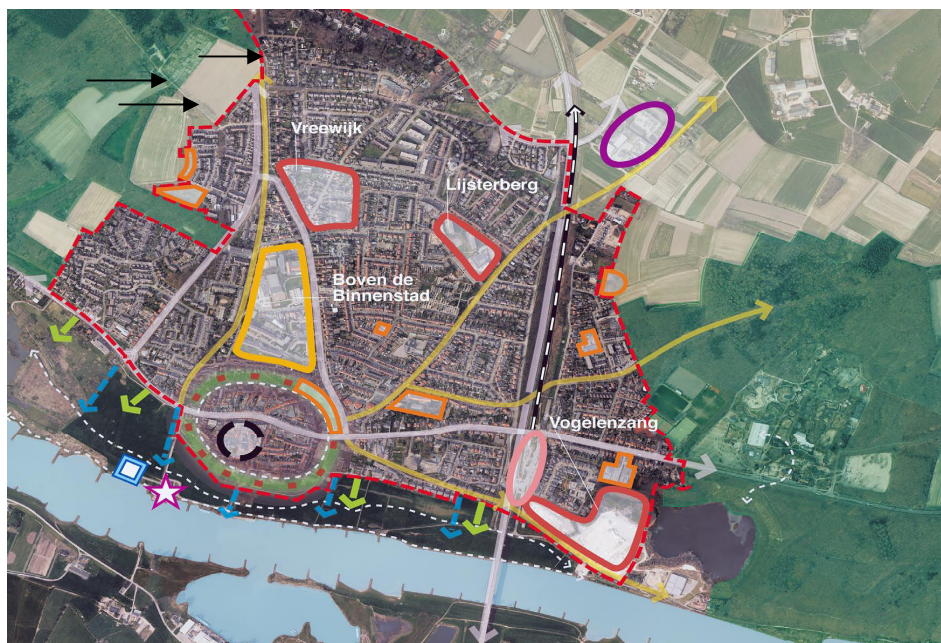 Vreewijk
Lijsterberg
Boven de
Binnenstad
Vogelenzang